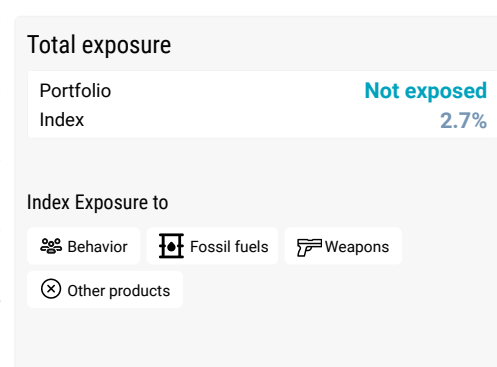 Total exposure
Portfolio Not exposed
Index 2.7%
Index Exposure to
Behavior Fossil fuels Weapons
Other products